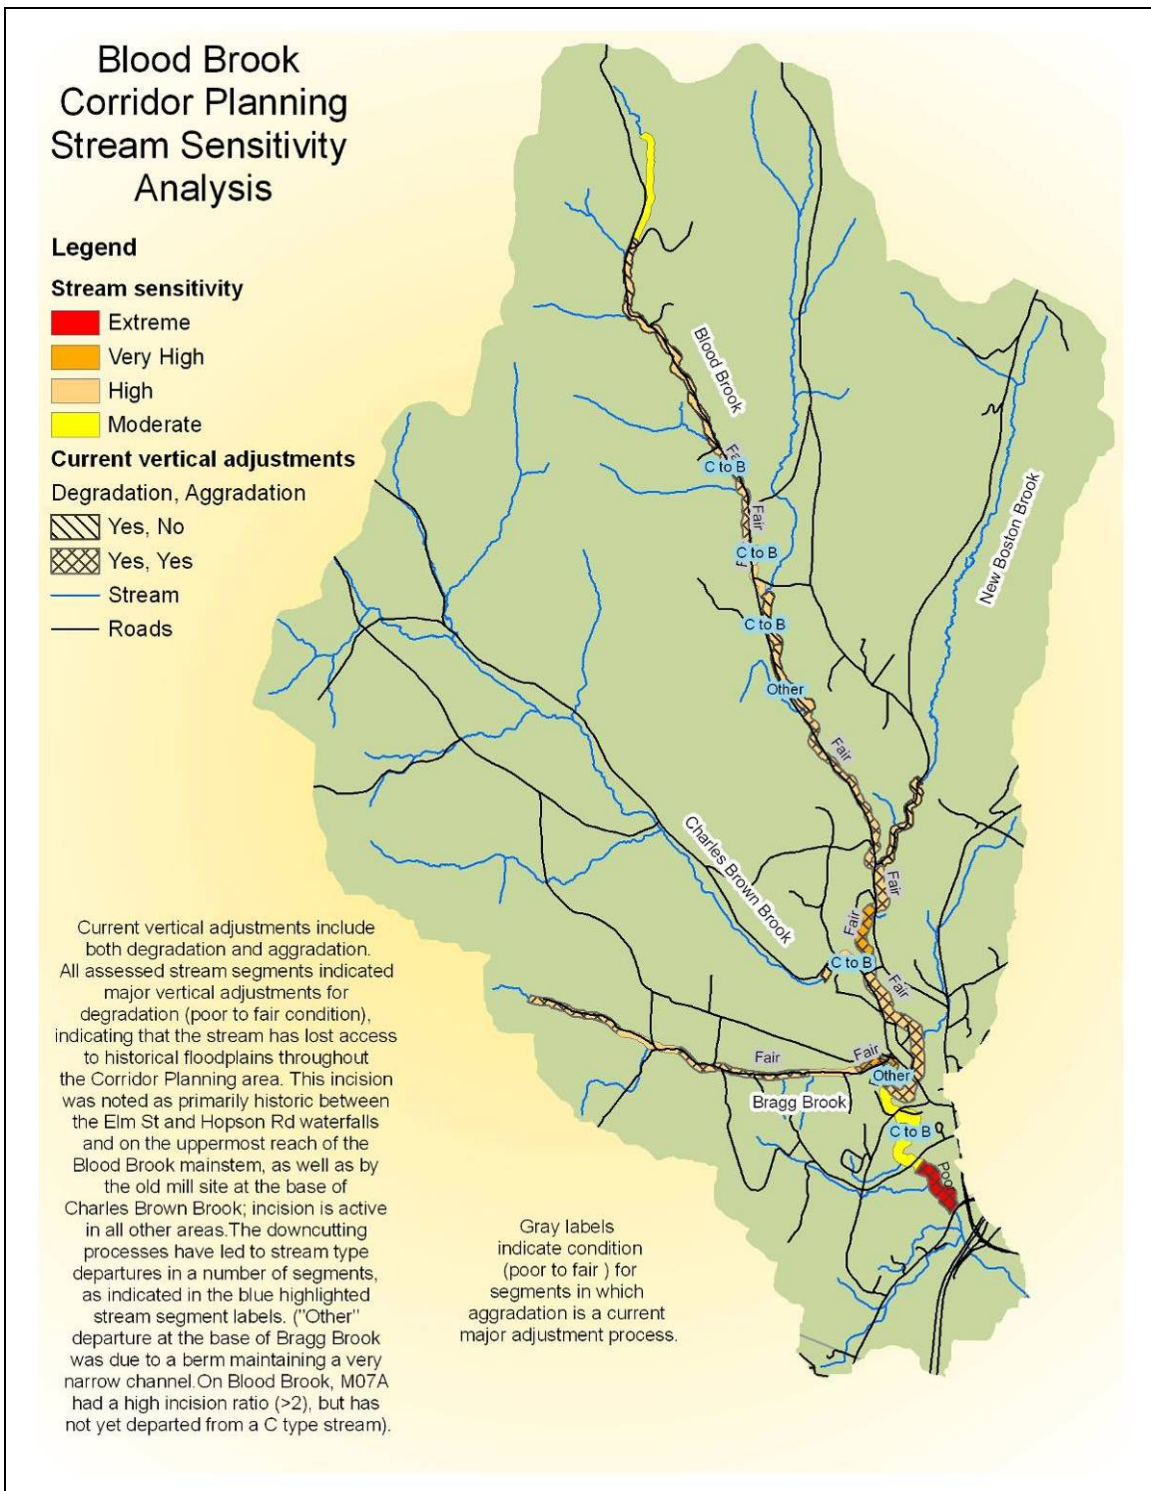 Blood Brook
Corridor Planning
Stream Sensitivity
Analysis
Legend
Stream sensitivity
Extreme
Very High
High
Moderate
Current vertical adjustments
Degradation, Aggradation
Yes, No
Yes, Yes
Stream
Roads
Blood Brook
C to B
Fair
C to B
New Boston Brook
C to B
Other
Fair
Charles Brown Brook
Fair
Fair
C to B
Fair
Fair
Fair
Other
Bragg Brook
C to B
Poor
Current vertical adjustments include
both degradation and aggradation.
All assessed stream segments indicated
major vertical adjustments for
degradation (poor to fair condition),
indicating that the stream has lost access
to historical floodplains throughout
the Corridor Planning area. This incision
was noted as primarily historic between
the Elm St and Hopson Rd waterfalls
and on the uppermost reach of the
Blood Brook mainstem, as well as by
the old mill site at the base of
Charles Brown Brook; incision is active
in all other areas.The downcutting
processes have led to stream type
departures in a number of segments,
as indicated in the blue highlighted
stream segment labels. ("Other"
departure at the base of Bragg Brook
was due to a berm maintaining a very
narrow channel.On Blood Brook, M07A
had a high incision ratio (>2), but has
not yet departed from a C type stream).
Gray labels
indicate condition
(poor to fair ) for
segments in which
aggradation is a current
major adjustment process.